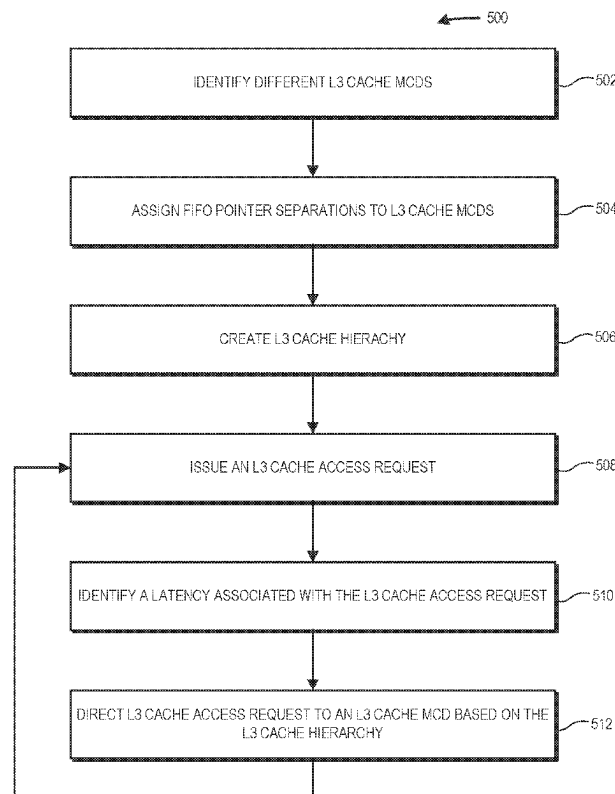 500
IDENTIFY DIFFERENT L3 CACHE MCDS
502
ASSIGN FIFO POINTER SEPARATIONS TO L3 CACHE MCDS
504
CREATE L3 CACHE HIERACHY
506
ISSUE AN L3 CACHE ACCESS REQUEST
508
IDENTIFY A LATENCY ASSOCIATED WITH THE L3 CACHE ACCESS REQUEST
510
DIRECT L3 CACHE ACCESS REQUEST TO AN L3 CACHE MCD BASED ON THE
L3 CACHE HIERARCHY
512